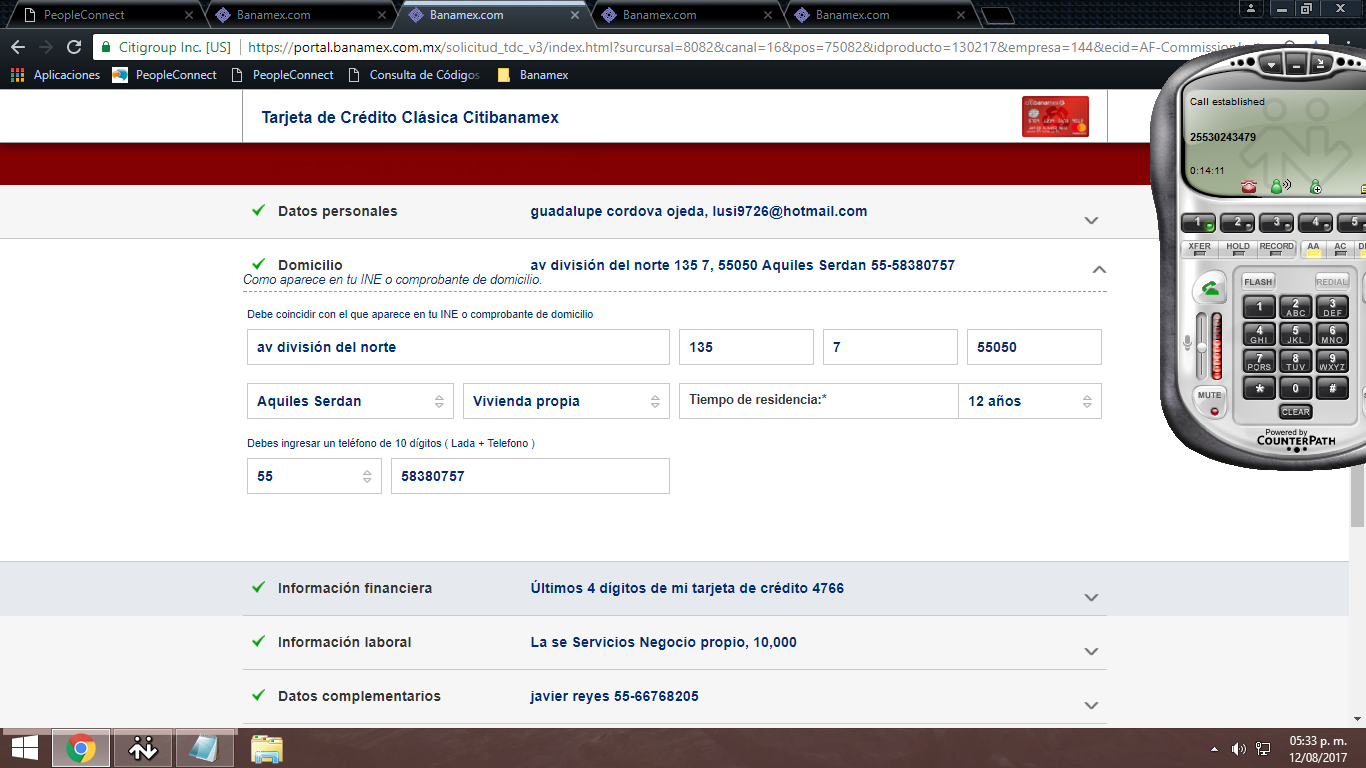 PeopleConnect
Banamex.com
Banamex.com
Banamex.com
Banamex.com
Citigroup Inc. [US] https://portal.banamex.com.mx/solicitud_tdc_v3/index.html?surcursal=8082&canal=16&pos=75082&idproducto=130217&empresa=144&ecid=AF-Commission
Aplicaciones PeopleConnect PeopleConnect Consulta de Códigos Banamex
Tarjeta de Crédito Clásica Citibanamex
Call established
25530243479
0:14:11
1 2 3 4 5
XFER HOLD RECORD AA AC
FLASH REDIAL
1 2 ABC 3 DEF
4 GHI 5 JKL 6 MNO
7 PQRS 8 TUV 9 WXYZ
* 0 #
MUTE
CLEAR
Powered by
COUNTERPATH
Datos personales guadalupe cordova ojeda, lusi9726@hotmail.com
Domicilio av división del norte 135 7, 55050 Aquiles Serdan 55-58380757
Como aparece en tu INE o comprobante de domicilio.
Debe coincidir con el que aparece en tu INE o comprobante de domicilio
av división del norte 135 7 55050
Aquiles Serdan Vivienda propia Tiempo de residencia:* 12 años
Debes ingresar un teléfono de 10 dígitos ( Lada + Telefono )
55 58380757
Información financiera Últimos 4 dígitos de mi tarjeta de crédito 4766
Información laboral La se Servicios Negocio propio, 10,000
Datos complementarios javier reyes 55-66768205
05:33 p. m.
12/08/2017